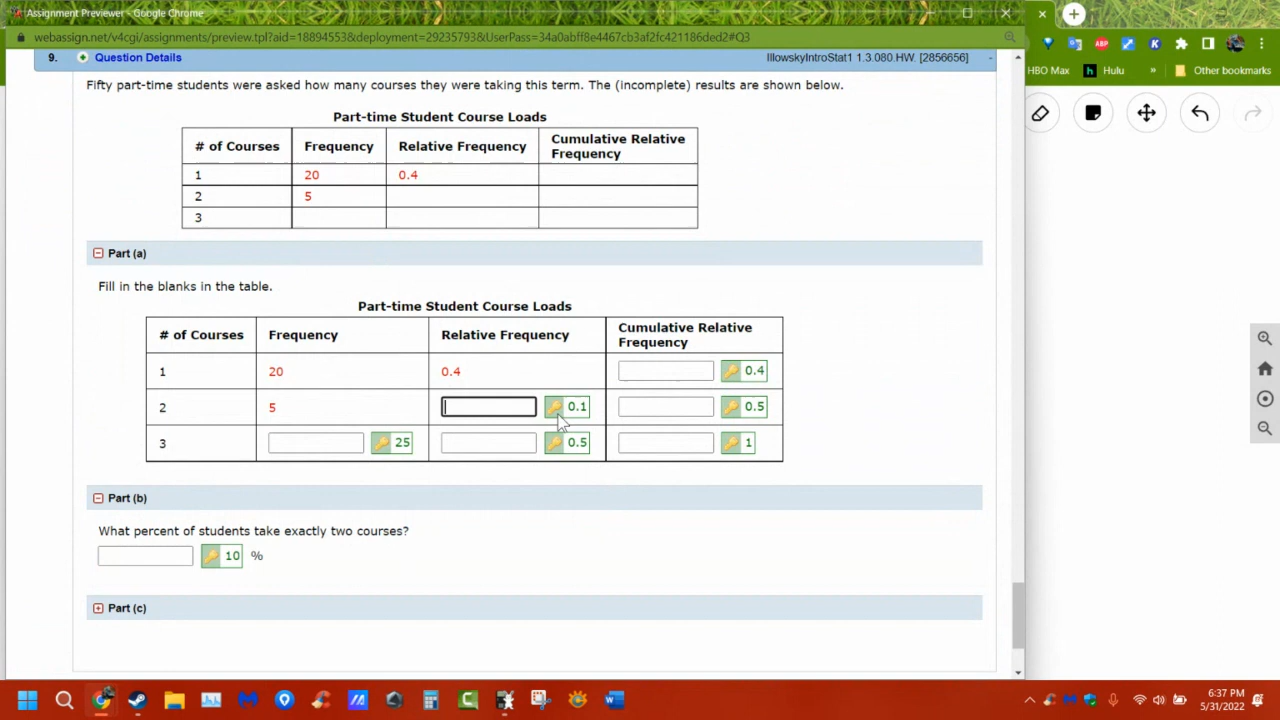 Assignment Previewer - Google Chrome
webassign.net/v4cgi/assignments/preview.tpl?aid=18894553&deployment=29235793&UserPass=34a0abff8e4467cb3af2fc421186ded2#Q3
HBO Max Hulu » Other bookmarks
9. Question Details IllowskyIntroStat1 1.3.080.HW [2856656] -
Fifty part-time students were asked how many courses they were taking this term. The (incomplete) results are shown below.
Part-time Student Course Loads
# of Courses Frequency Relative Frequency Cumulative Relative
Frequency
1 20 0.4
2 5
3
Part (a)
Fill in the blanks in the table.
Part-time Student Course Loads
# of Courses Frequency Relative Frequency Cumulative Relative
Frequency
1 20 0.4 0.4
2 5 0.1 0.5
3 25 0.5 1
Part (b)
What percent of students take exactly two courses?
10 %
Part (c)
6:37 PM
5/31/2022